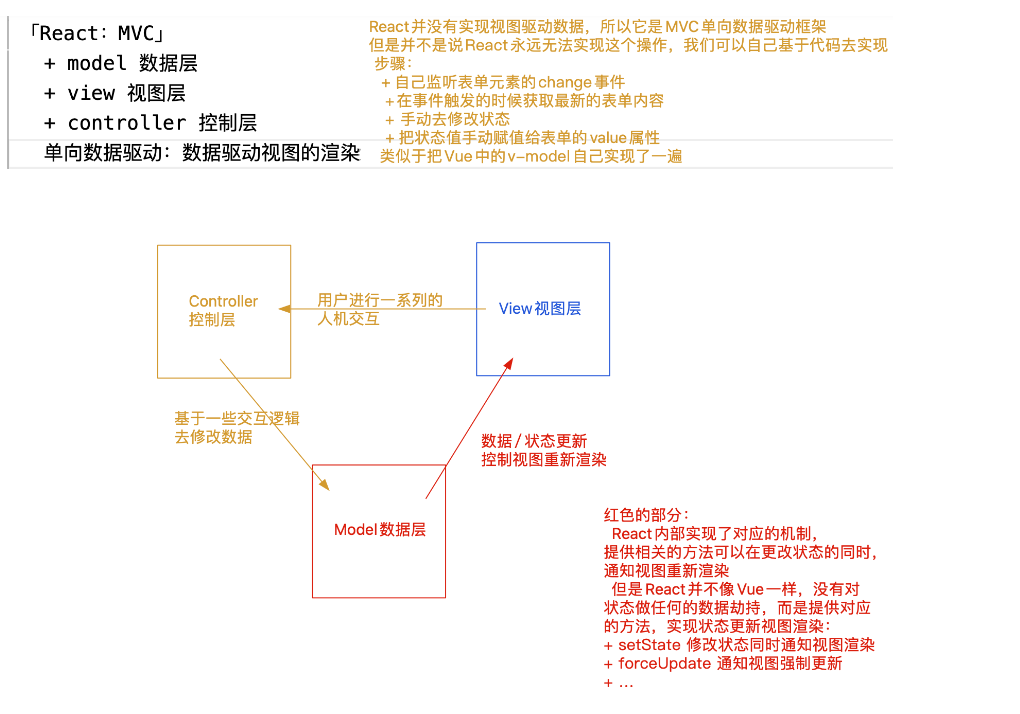 「React：MVC」
+ model 数据层
+ view 视图层
+ controller 控制层
单向数据驱动：数据驱动视图的渲染
React并没有实现视图驱动数据，所以它是MVC单向数据驱动框架
但是并不是说React永远无法实现这个操作，我们可以自己基于代码去实现
步骤：
+ 自己监听表单元素的change事件
+ 在事件触发的时候获取最新的表单内容
+ 手动去修改状态
+ 把状态值手动赋值给表单的value属性
类似于把Vue中的v-model自己实现了一遍
Controller
控制层
用户进行一系列的
人机交互
View视图层
基于一些交互逻辑
去修改数据
数据/状态更新
控制视图重新渲染
Model数据层
红色的部分：
React内部实现了对应的机制，
提供相关的方法可以在更改状态的同时，
通知视图重新渲染
但是React并不像Vue一样，没有对
状态做任何的数据劫持，而是提供对应
的方法，实现状态更新视图渲染：
+ setState 修改状态同时通知视图渲染
+ forceUpdate 通知视图强制更新
+ ...